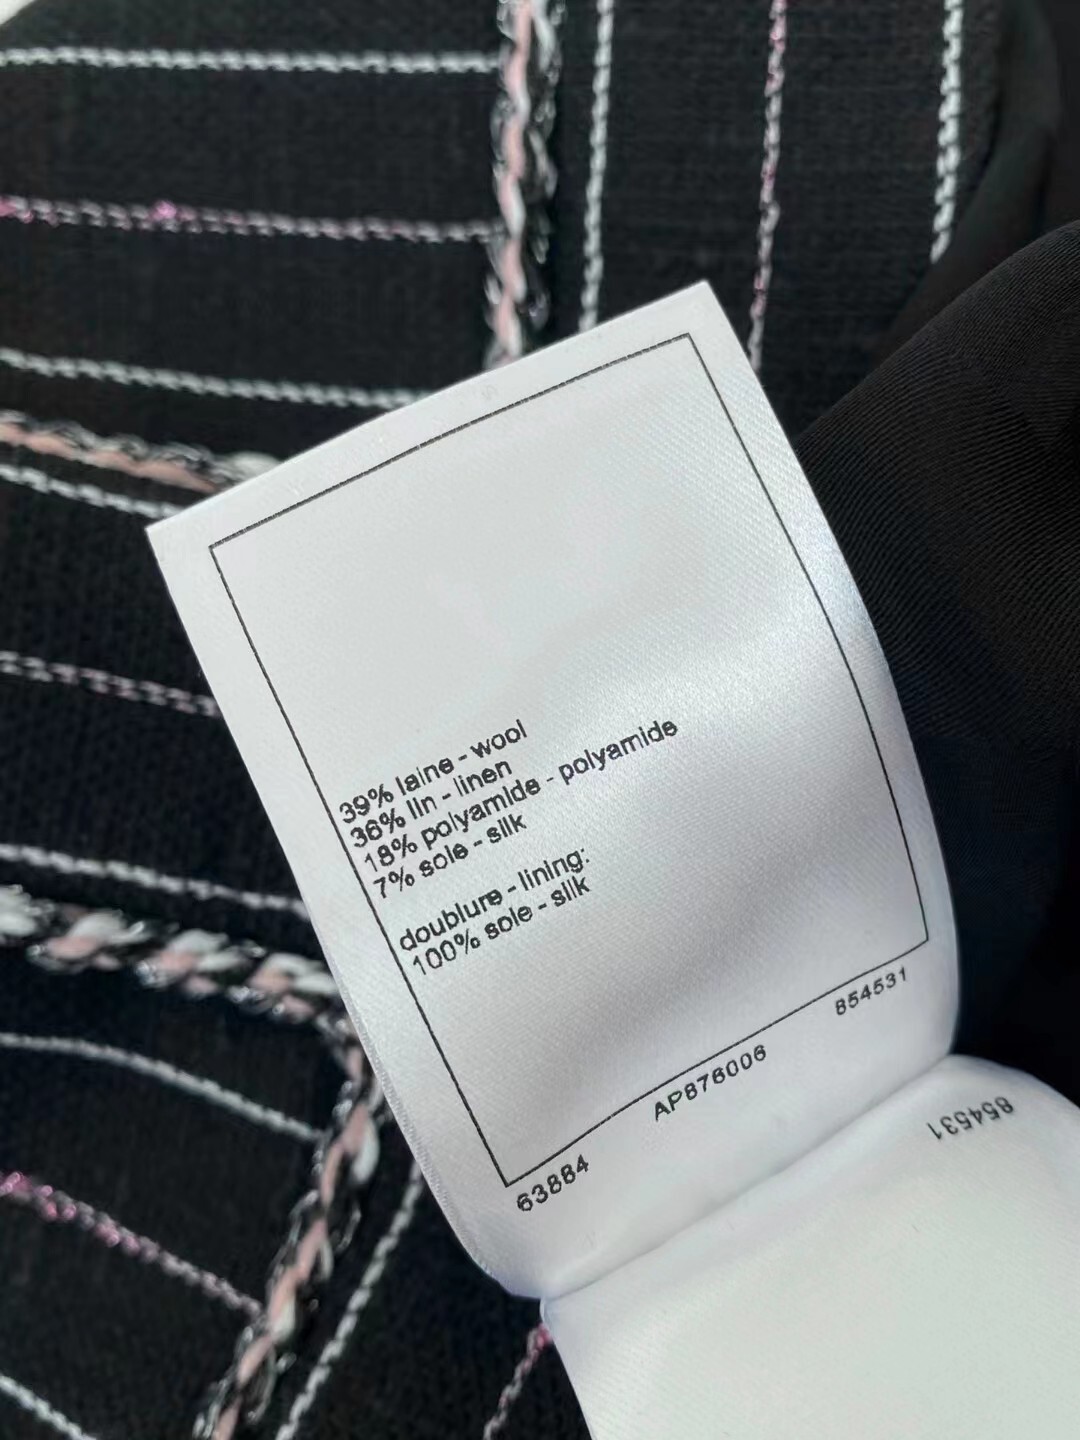 39% laine - wool
36% lin - linen
18% polyamide - polyamide
7% soie - silk
doublure - lining:
100% soie - silk
63884
AP876006
854531
854531